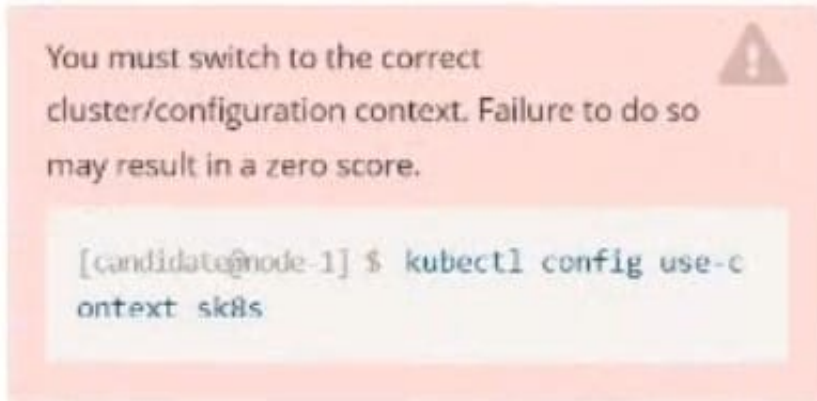 You must switch to the correct
cluster/configuration context. Failure to do so
may result in a zero score.
[candidate@node-1] $ kubectl config use-c
ontext sk8s